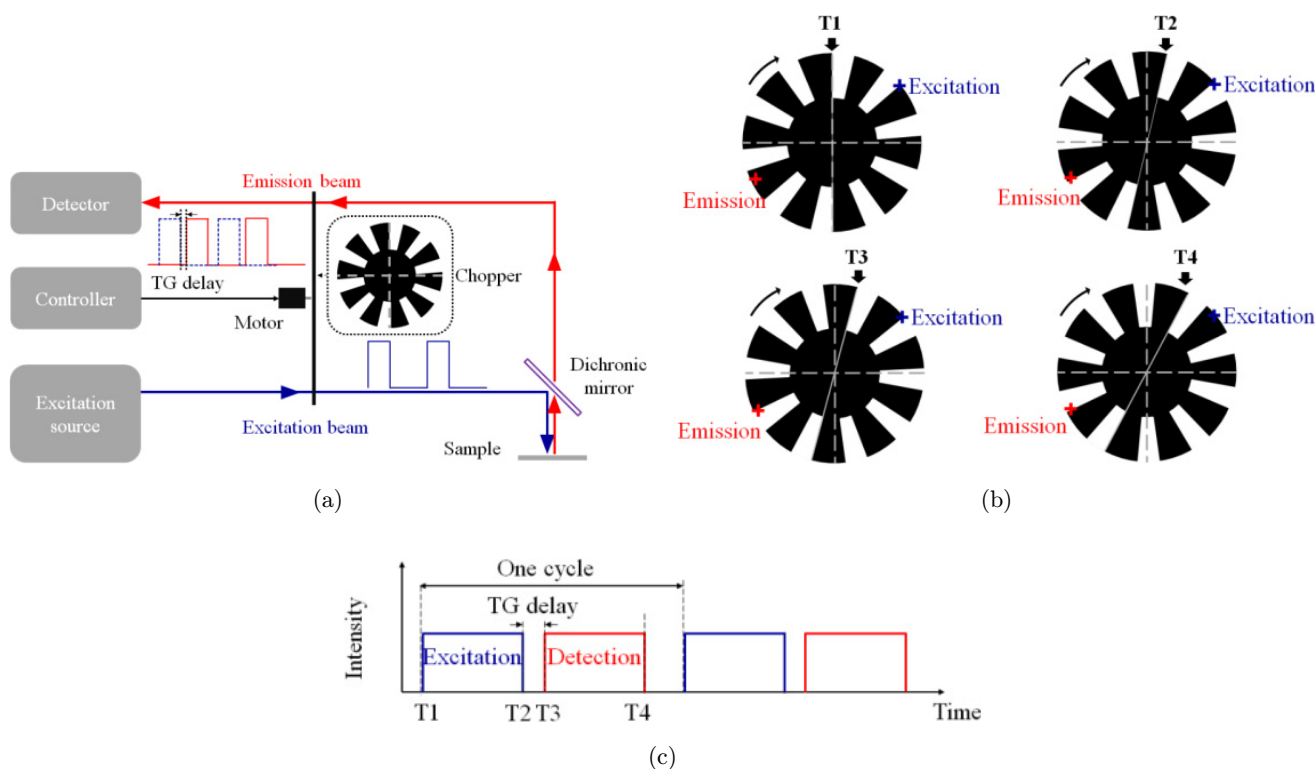 Detector
Emission beam
TG delay
Controller
Motor
Chopper
Excitation
source
Excitation beam
Dichronic
mirror
Sample
(a)
T1
Excitation
Emission
T2
Excitation
Emission
T3
Excitation
Emission
T4
Excitation
Emission
(b)
Intensity
One cycle
TG delay
Excitation
Detection
T1
T2
T3
T4
Time
(c)